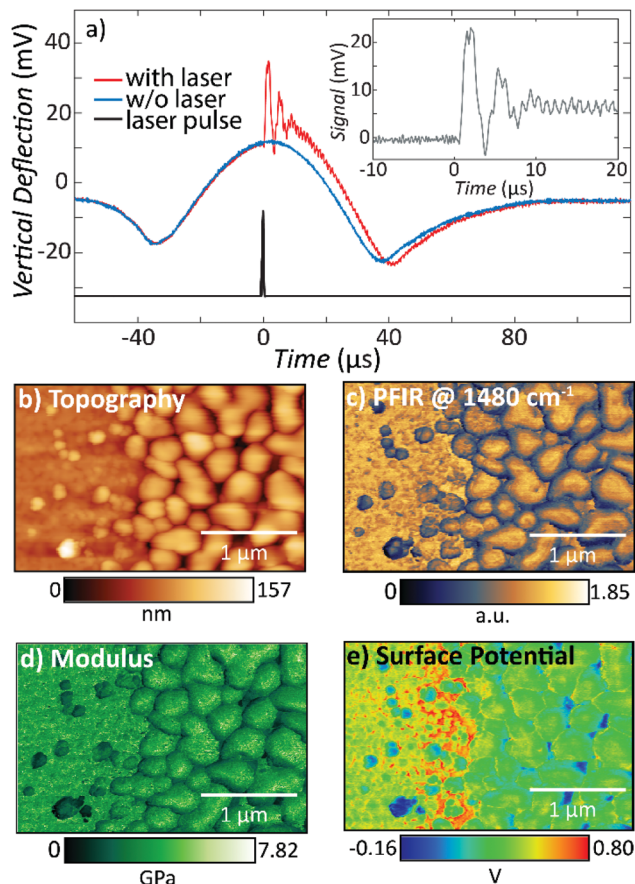 a)
with laser
w/o laser
laser pulse
Vertical Deflection (mV)
40
20
0
-20
-40
0
40
80
Time (μs)
Signal (mV)
20
10
0
-10
0
10
20
Time (μs)
b) Topography
1 μm
0
157
nm
c) PFIR @ 1480 cm⁻¹
1 μm
0
1.85
a.u.
d) Modulus
1 μm
0
7.82
GPa
e) Surface Potential
1 μm
-0.16
0.80
V